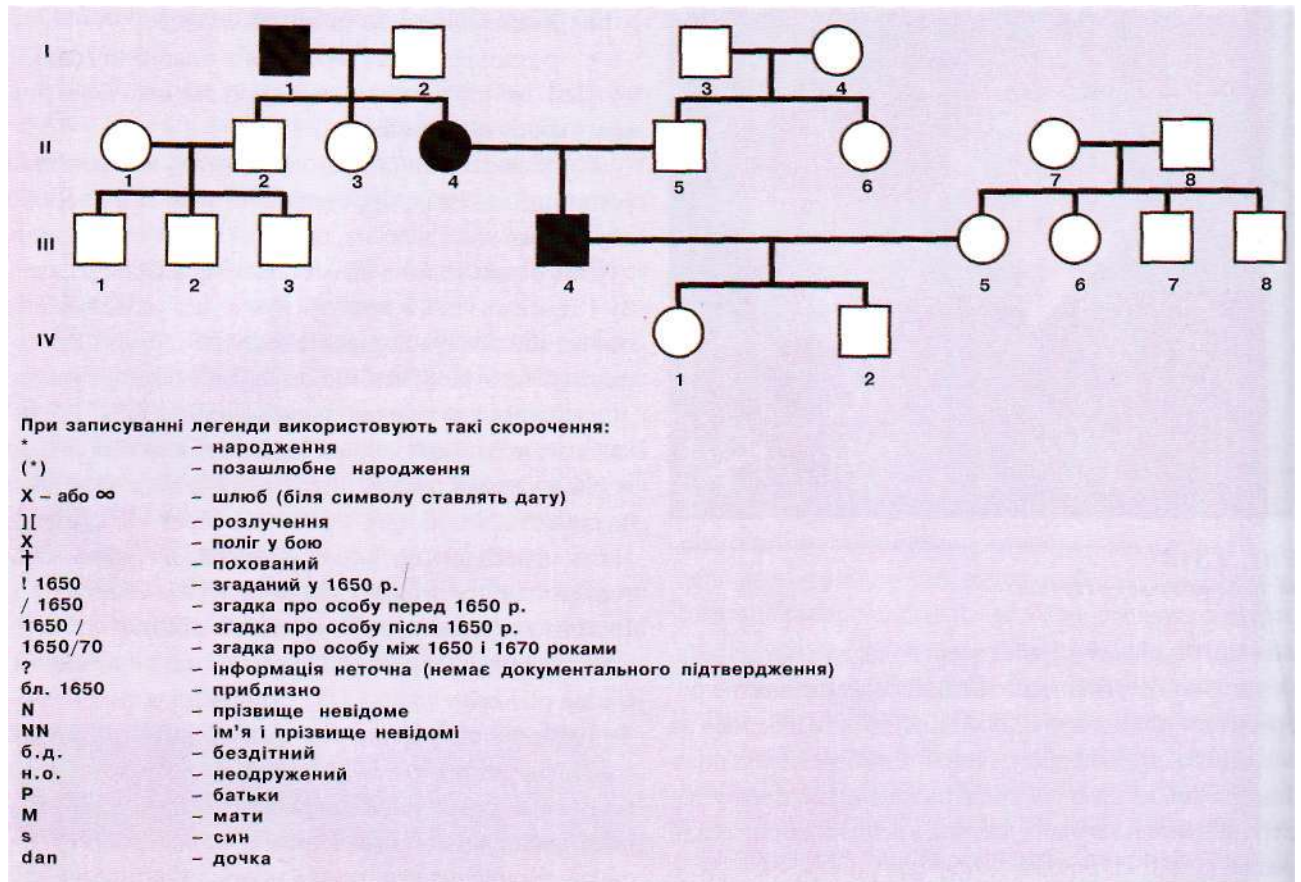 I
1 2 3 4
II
1 2 3 4 5 6 7 8
III
1 2 3 4 5 6 7 8
IV
1 2
При записуванні легенди використовують такі скорочення:
* – народження
(*) – позашлюбне народження
X – або ∞ – шлюб (біля символу ставлять дату)
][ – розлучення
X – поліг у бою
† – похований
! 1650 – згаданий у 1650 р.
/ 1650 – згадка про особу перед 1650 р.
1650 / – згадка про особу після 1650 р.
1650/70 – згадка про особу між 1650 і 1670 роками
? – інформація неточна (немає документального підтвердження)
бл. 1650 – приблизно
N – прізвище невідоме
NN – ім'я і прізвище невідомі
б.д. – бездітний
н.о. – неодружений
P – батьки
M – мати
s – син
dan – дочка